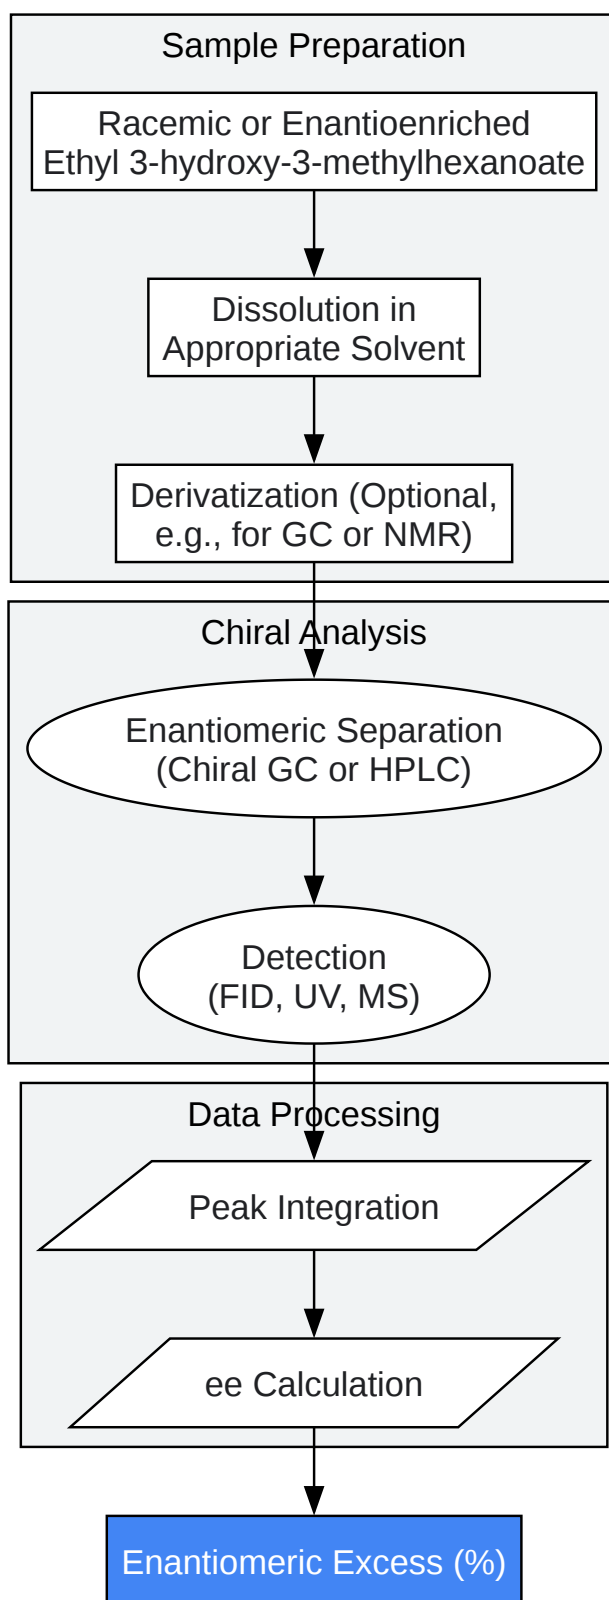 Sample Preparation
Racemic or Enantioenriched
Ethyl 3-hydroxy-3-methylhexanoate
Dissolution in
Appropriate Solvent
Derivatization (Optional,
e.g., for GC or NMR)
Chiral Analysis
Enantiomeric Separation
(Chiral GC or HPLC)
Detection
(FID, UV, MS)
Data Processing
Peak Integration
ee Calculation
Enantiomeric Excess (%)